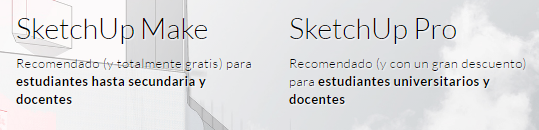 SketchUp Make
Recomendado (y totalmente gratis) para
estudiantes hasta secundaria y
docentes
SketchUp Pro
Recomendado (y con un gran descuento)
para estudiantes universitarios y
docentes